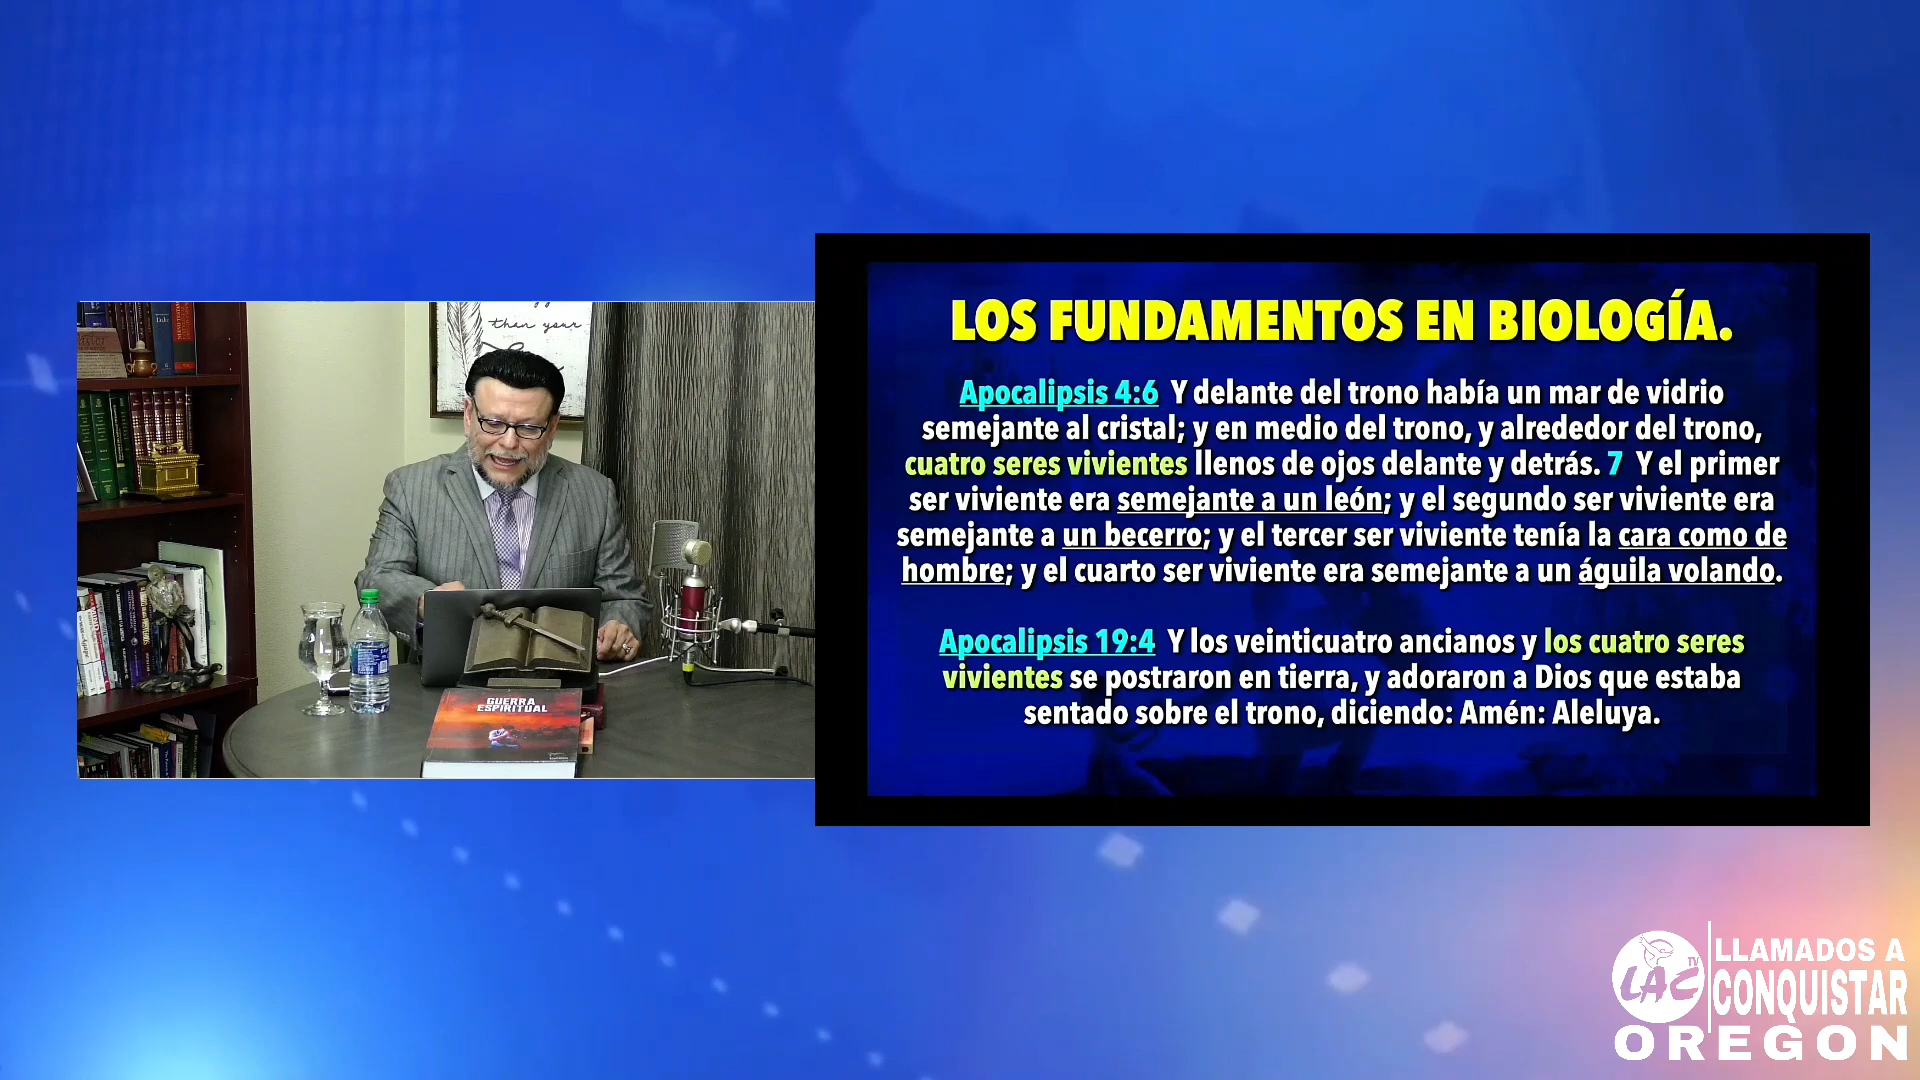 than your
GUERRA
ESPIRITUAL
LOS FUNDAMENTOS EN BIOLOGÍA.
Apocalipsis 4:6 Y delante del trono había un mar de vidrio
semejante al cristal; y en medio del trono, y alrededor del trono,
cuatro seres vivientes llenos de ojos delante y detrás. 7 Y el primer
ser viviente era semejante a un león; y el segundo ser viviente era
semejante a un becerro; y el tercer ser viviente tenía la cara como de
hombre; y el cuarto ser viviente era semejante a un águila volando.
Apocalipsis 19:4 Y los veinticuatro ancianos y los cuatro seres
vivientes se postraron en tierra, y adoraron a Dios que estaba
sentado sobre el trono, diciendo: Amén: Aleluya.
LAC TV
LLAMADOS A
CONQUISTAR
OREGON